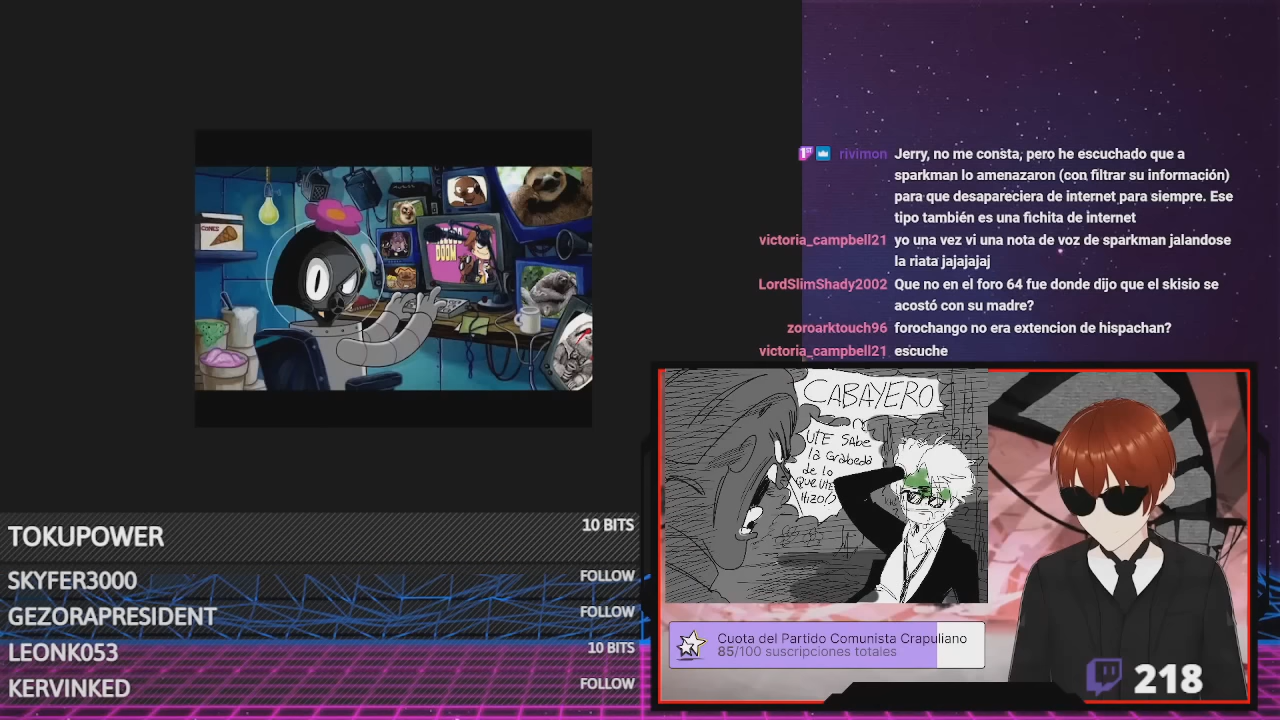 rivimon Jerry, no me consta, pero he escuchado que a
sparkman lo amenazaron (con filtrar su información)
para que desapareciera de internet para siempre. Ese
tipo también es una fichita de internet
victoria_campbell21 yo una vez vi una nota de voz de sparkman jalandose
la riata jajajajaj
LordSlimShady2002 Que no en el foro 64 fue donde dijo que el skisio se
acostó con su madre?
zoroarktouch96 forochango no era extencion de hispachan?
victoria_campbell21 escuche
CONES
DOOM
CABAYERO
UTE SABE
la Grabeda
de lo
QUE UTE
HIZO!?
TOKUPOWER 10 BITS
SKYFER3000 FOLLOW
GEZORAPRESIDENT FOLLOW
LEONK053 10 BITS
KERVINKED FOLLOW
Cuota del Partido Comunista Crapuliano
85/100 suscripciones totales
218